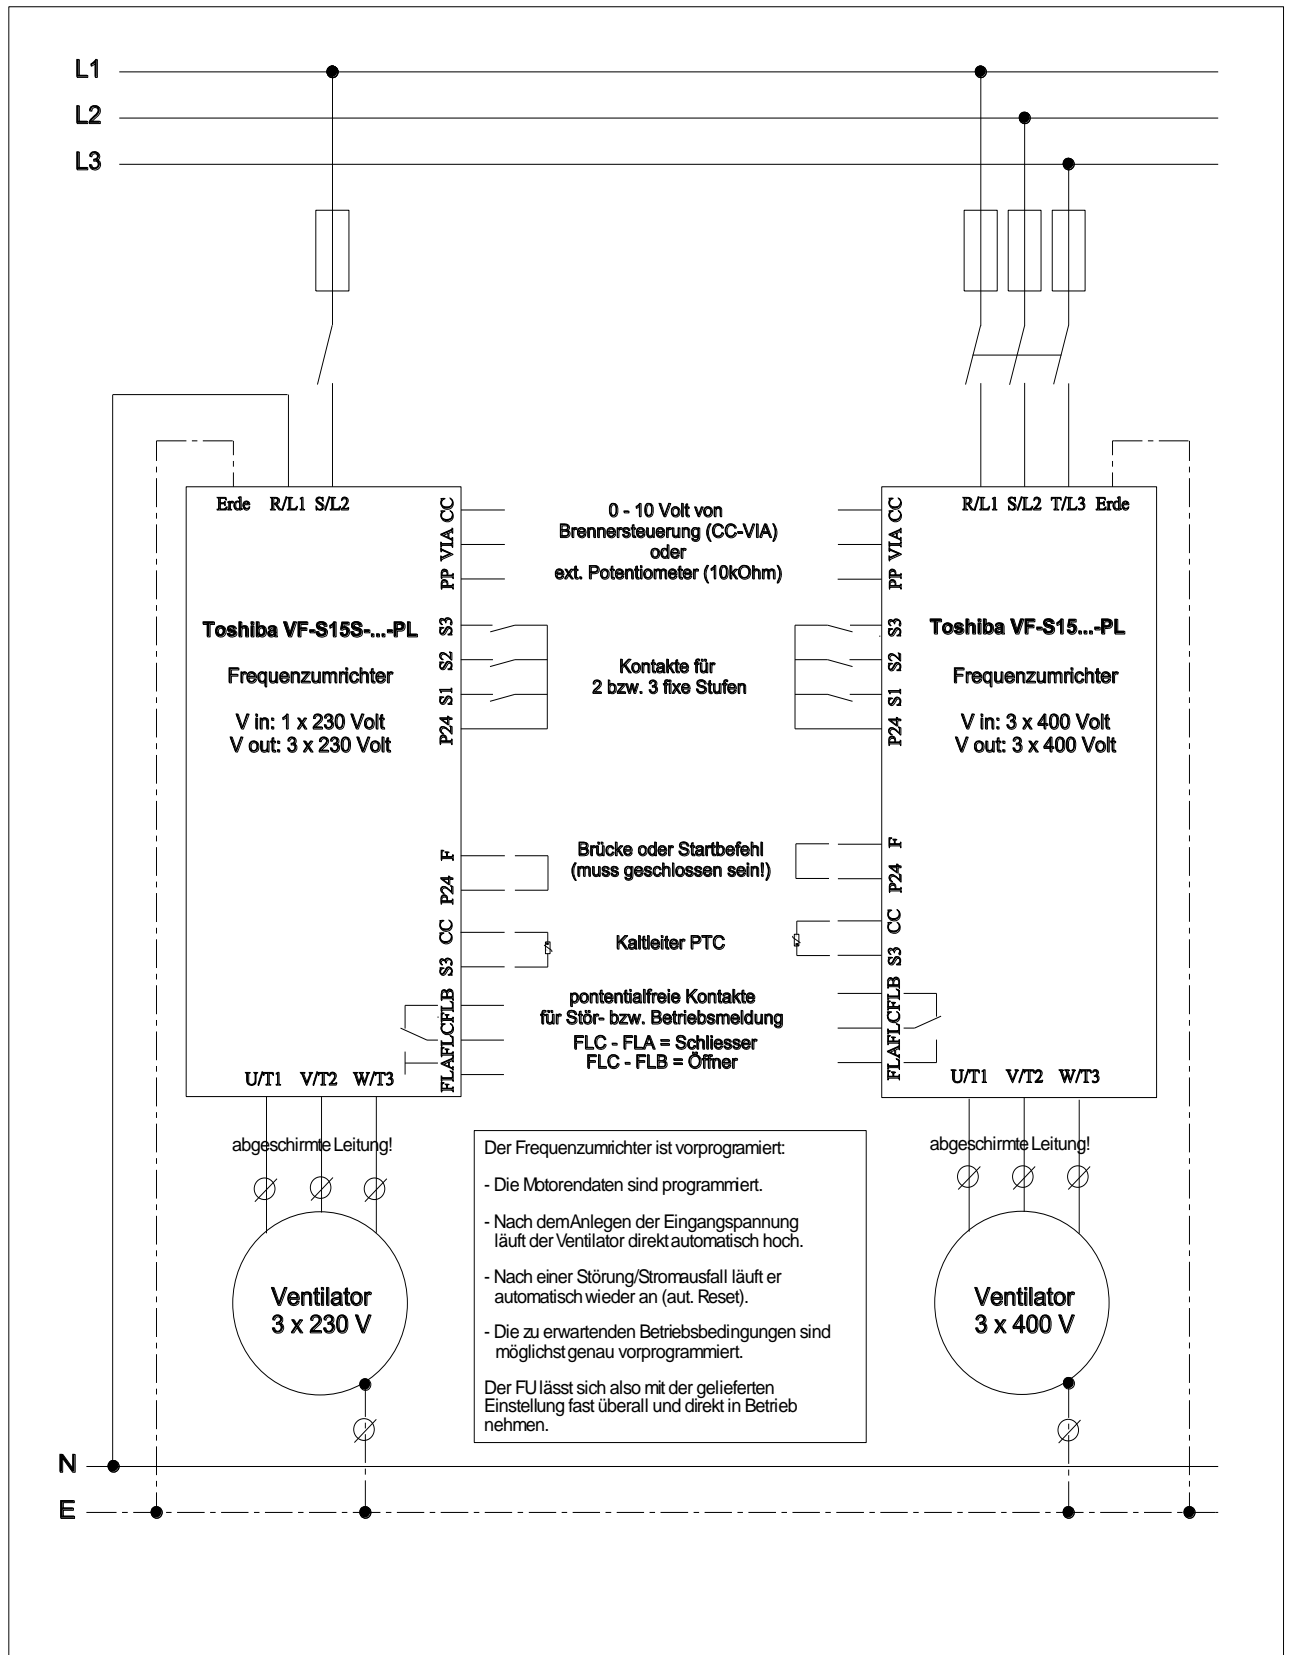 L1
L2
L3
Erde R/L1 S/L2
CC
VIA
PP
S3
S2
S1
P24
F
P24
CC
S3
FLB
FLC
FLA
Toshiba VF-S15S-...-PL
Frequenzumrichter
V in: 1 x 230 Volt
V out: 3 x 230 Volt
U/T1 V/T2 W/T3
0 - 10 Volt von
Brennersteuerung (CC-VIA)
oder
ext. Potentiometer (10kOhm)
Kontakte für
2 bzw. 3 fixe Stufen
Brücke oder Startbefehl
(muss geschlossen sein!)
Kaltleiter PTC
pontentialfreie Kontakte
für Stör- bzw. Betriebsmeldung
FLC - FLA = Schliesser
FLC - FLB = Öffner
R/L1 S/L2 T/L3 Erde
CC
VIA
PP
S3
S2
S1
P24
F
P24
CC
S3
FLB
FLC
FLA
Toshiba VF-S15...-PL
Frequenzumrichter
V in: 3 x 400 Volt
V out: 3 x 400 Volt
U/T1 V/T2 W/T3
abgeschirmte Leitung!
Ventilator
3 x 230 V
Der Frequenzumrichter ist vorprogramiert:
- Die Motorendaten sind programmiert.
- Nach dem Anlegen der Eingangspannung
läuft der Ventilator direkt automatisch hoch.
- Nach einer Störung/Stromausfall läuft er
automatisch wieder an (aut. Reset).
- Die zu erwartenden Betriebsbedingungen sind
möglichst genau vorprogrammiert.
Der FU lässt sich also mit der gelieferten
Einstellung fast überall und direkt in Betrieb
nehmen.
abgeschirmte Leitung!
Ventilator
3 x 400 V
N
E